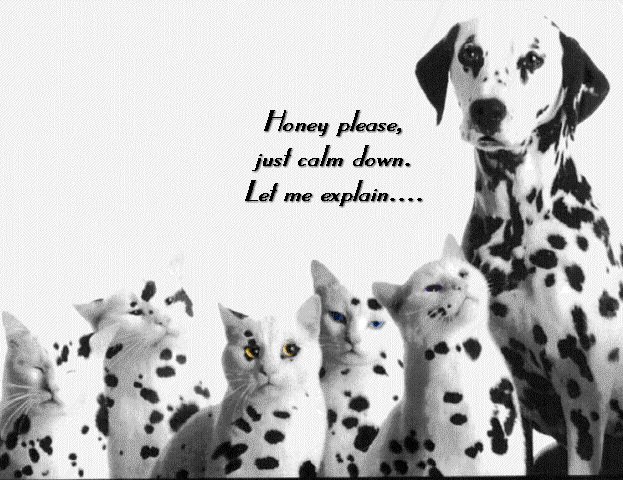 Honey please,
just calm down.
Let me explain....